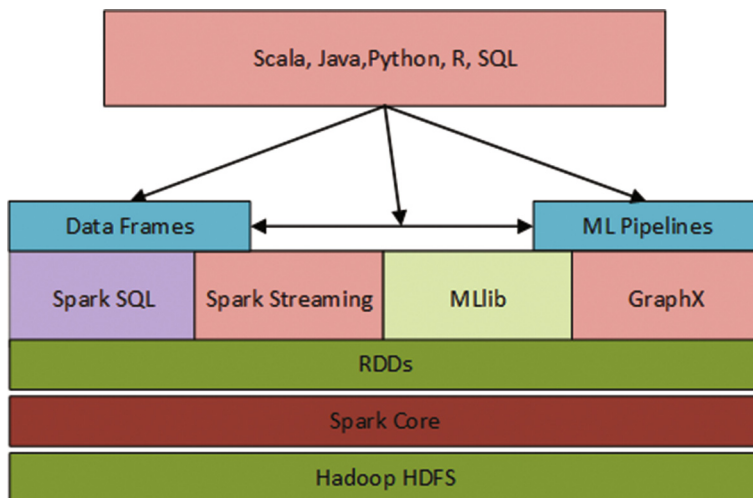 Scala, Java,Python, R, SQL
Data Frames
ML Pipelines
Spark SQL
Spark Streaming
MLlib
GraphX
RDDs
Spark Core
Hadoop HDFS